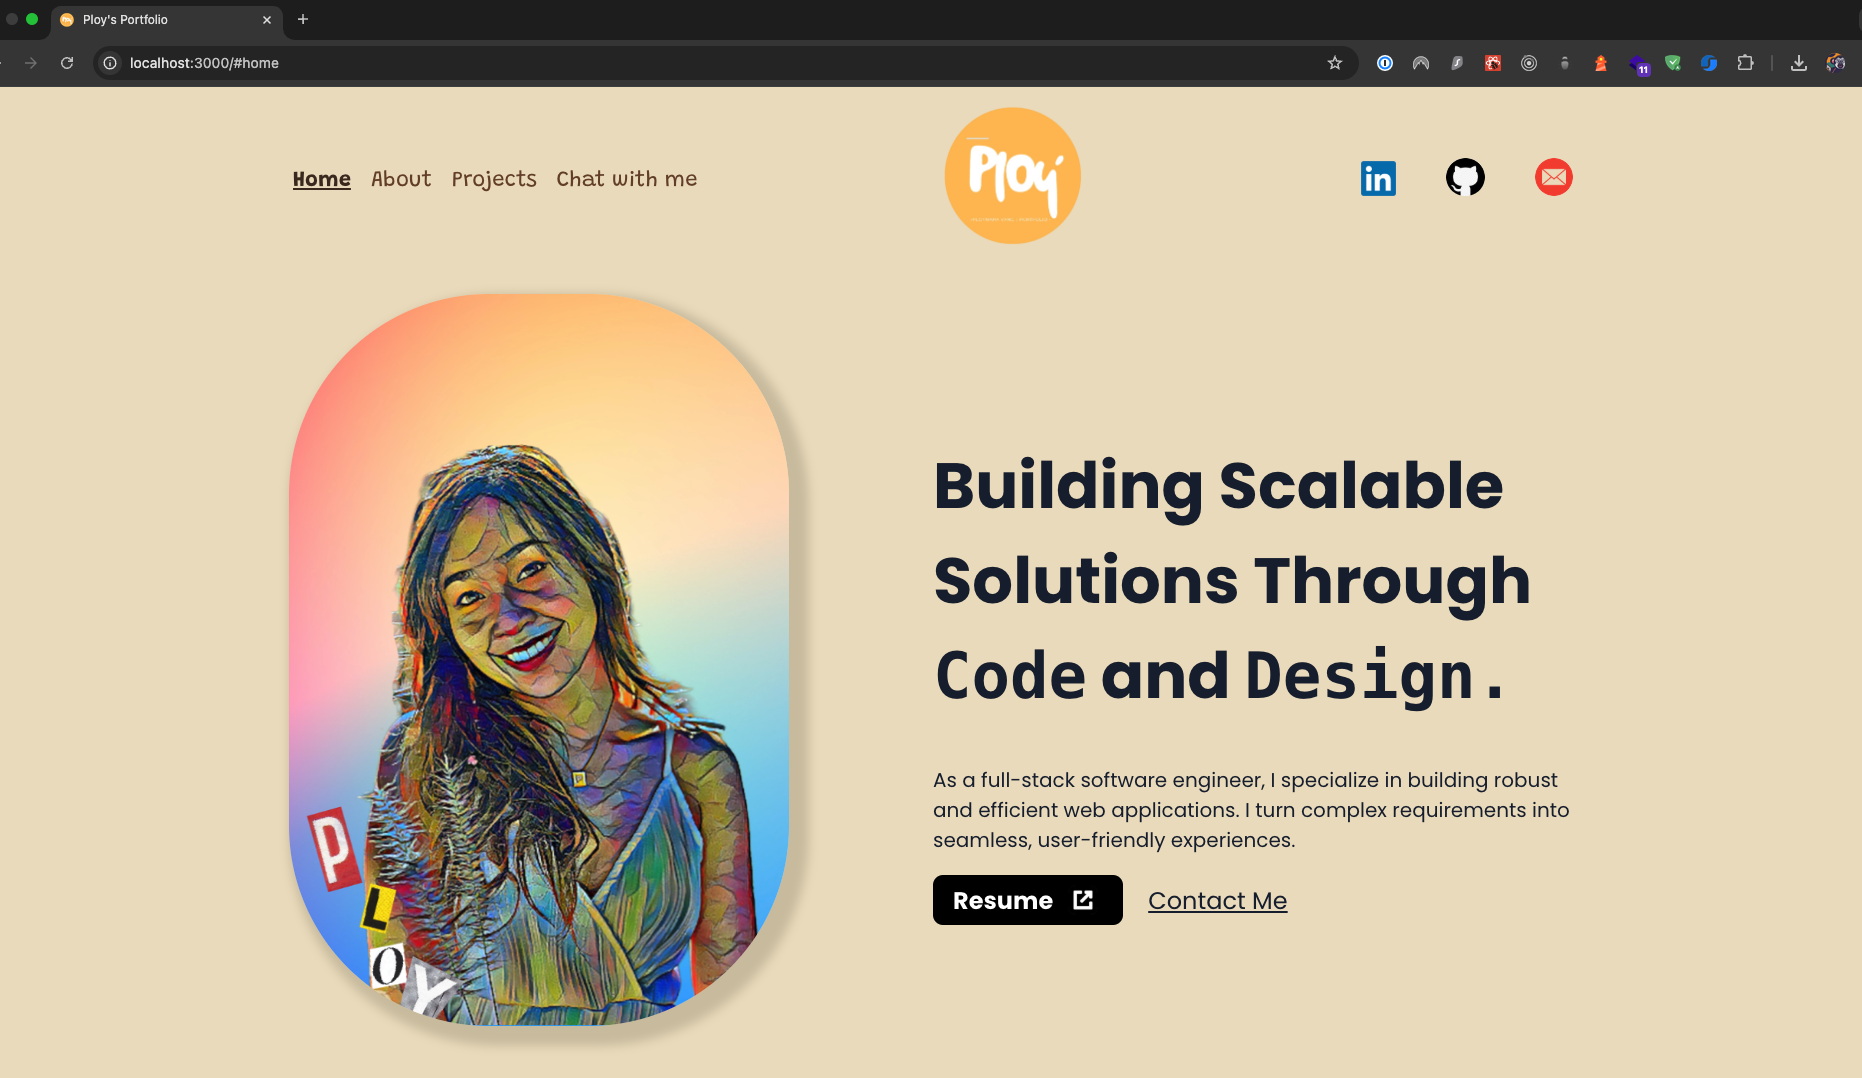 Ploy's Portfolio
localhost:3000/#home
11
Home About Projects Chat with me
Ploy
in
Building Scalable
Solutions Through
Code and Design.
As a full-stack software engineer, I specialize in building robust
and efficient web applications. I turn complex requirements into
seamless, user-friendly experiences.
Resume Contact Me
P
L
O
Y